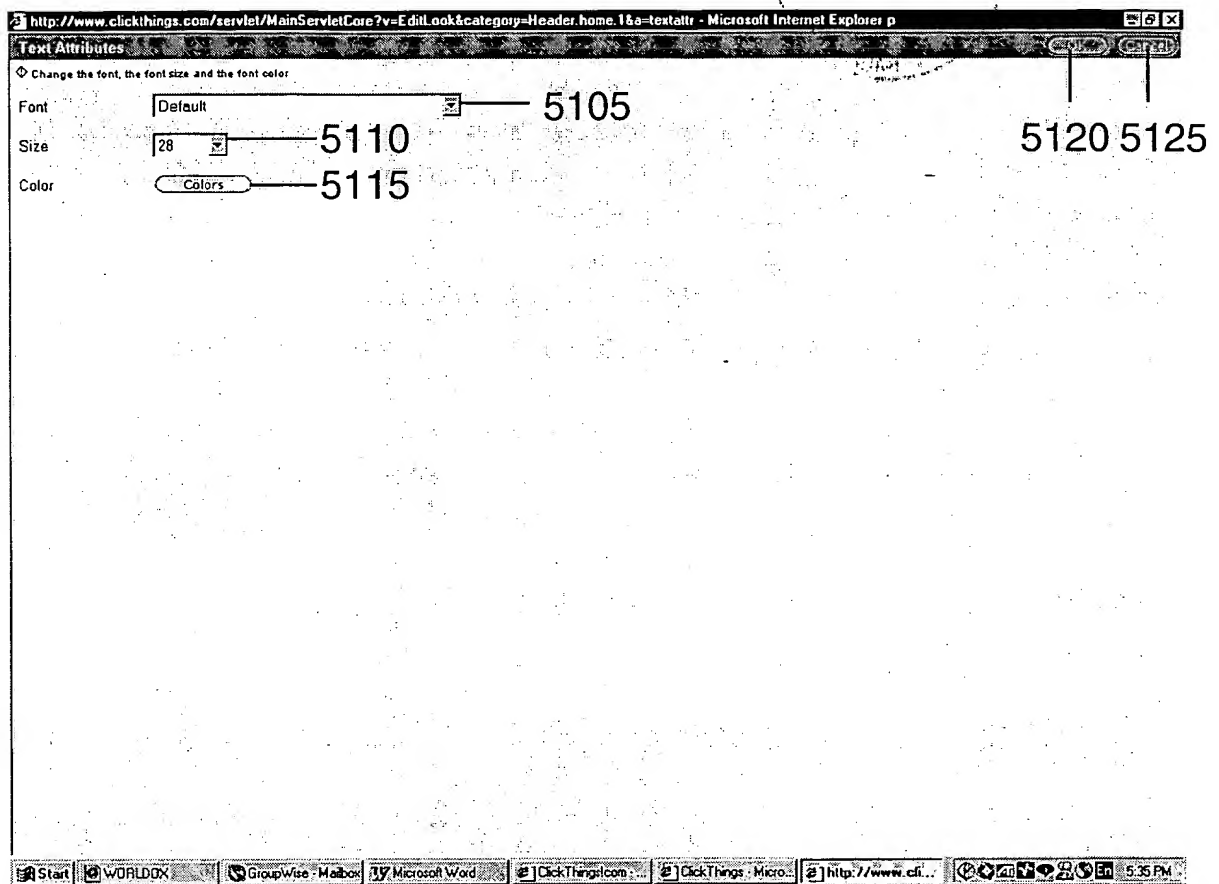 http://www.clickthings.com/servlet/MainServletCore?v=EditLook&category=Header.home.1&a=textattr - Microsoft Internet Explorer p
Text Attributes Cancel
Change the font, the font size and the font color
Font Default 5105
Size 28 5110
Color Colors 5115
5120 5125
Start WORLDOX GroupWise - Mailbox Microsoft Word ClickThings!com - ... ClickThings - Micro... http://www.cli... En 5:35 PM